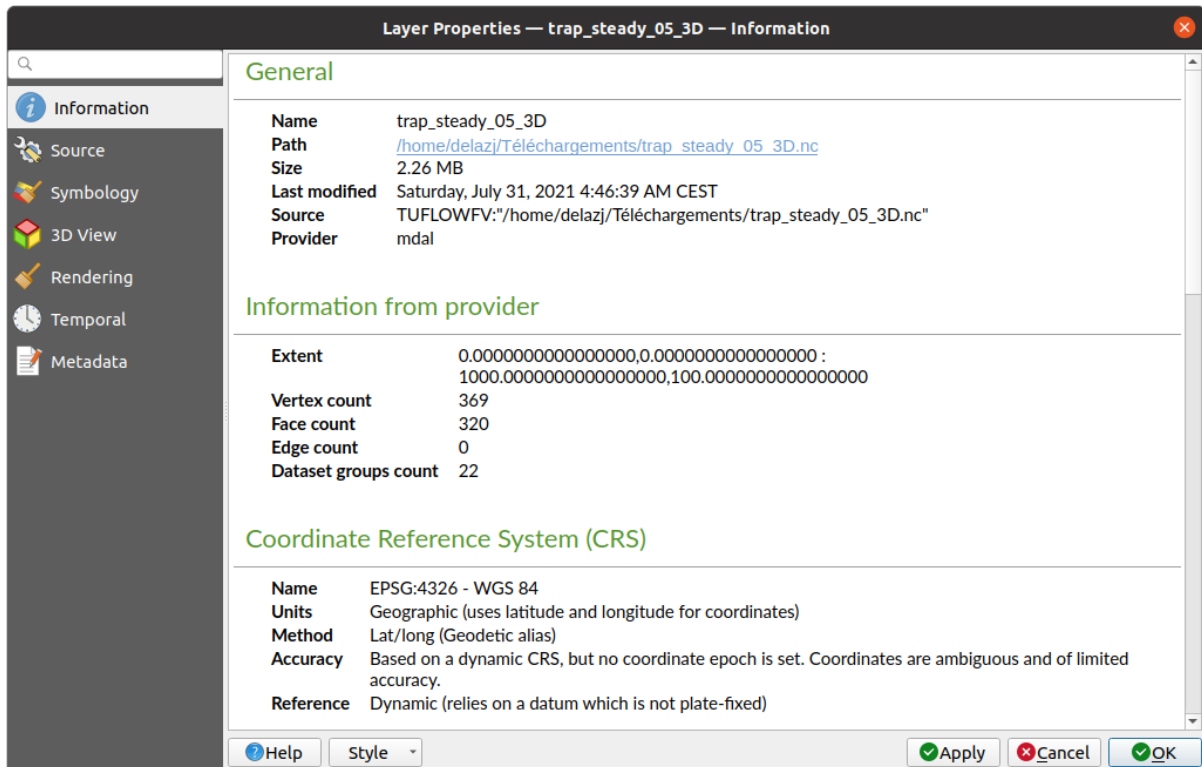 Layer Properties — trap_steady_05_3D — Information
Information
Source
Symbology
3D View
Rendering
Temporal
Metadata
General
Name trap_steady_05_3D
Path /home/delazj/Téléchargements/trap_steady_05_3D.nc
Size 2.26 MB
Last modified Saturday, July 31, 2021 4:46:39 AM CEST
Source TUFLOWFV:"/home/delazj/Téléchargements/trap_steady_05_3D.nc"
Provider mdal
Information from provider
Extent 0.0000000000000000,0.0000000000000000 :
1000.0000000000000000,100.0000000000000000
Vertex count 369
Face count 320
Edge count 0
Dataset groups count 22
Coordinate Reference System (CRS)
Name EPSG:4326 - WGS 84
Units Geographic (uses latitude and longitude for coordinates)
Method Lat/long (Geodetic alias)
Accuracy Based on a dynamic CRS, but no coordinate epoch is set. Coordinates are ambiguous and of limited
accuracy.
Reference Dynamic (relies on a datum which is not plate-fixed)
Help Style Apply Cancel OK